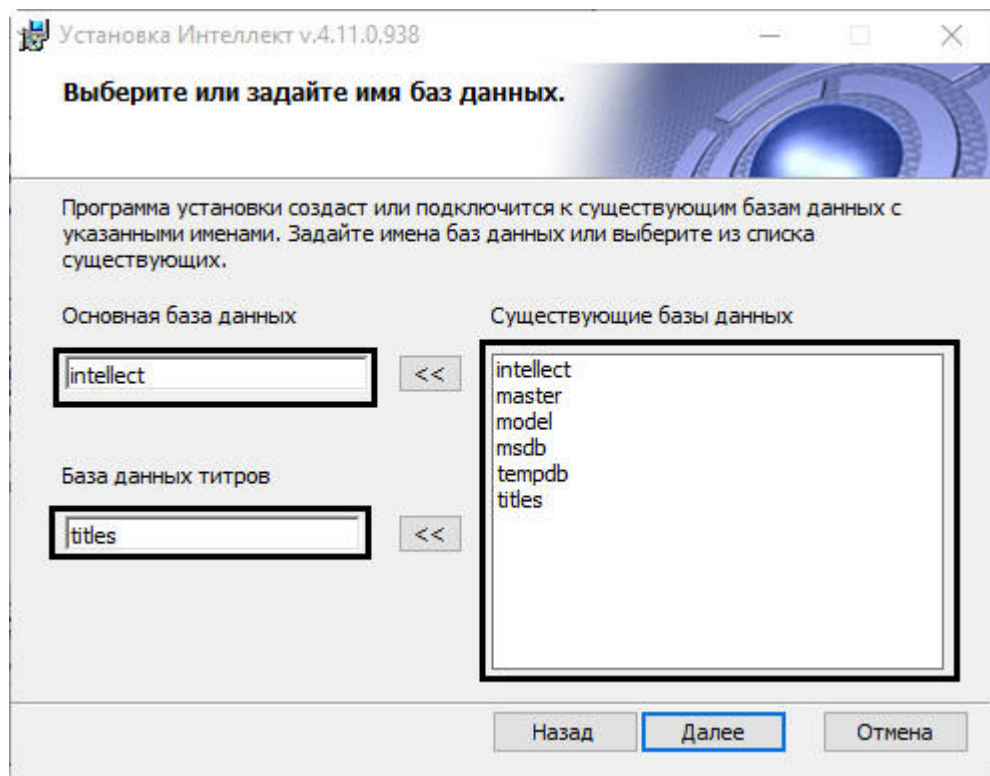 Установка Интеллект v.4.11.0.938
Выберите или задайте имя баз данных.
Программа установки создаст или подключится к существующим базам данных с
указанными именами. Задайте имена баз данных или выберите из списка
существующих.
Основная база данных
intellect
<<
База данных титров
titles
<<
Существующие базы данных
intellect
master
model
msdb
tempdb
titles
Назад
Далее
Отмена